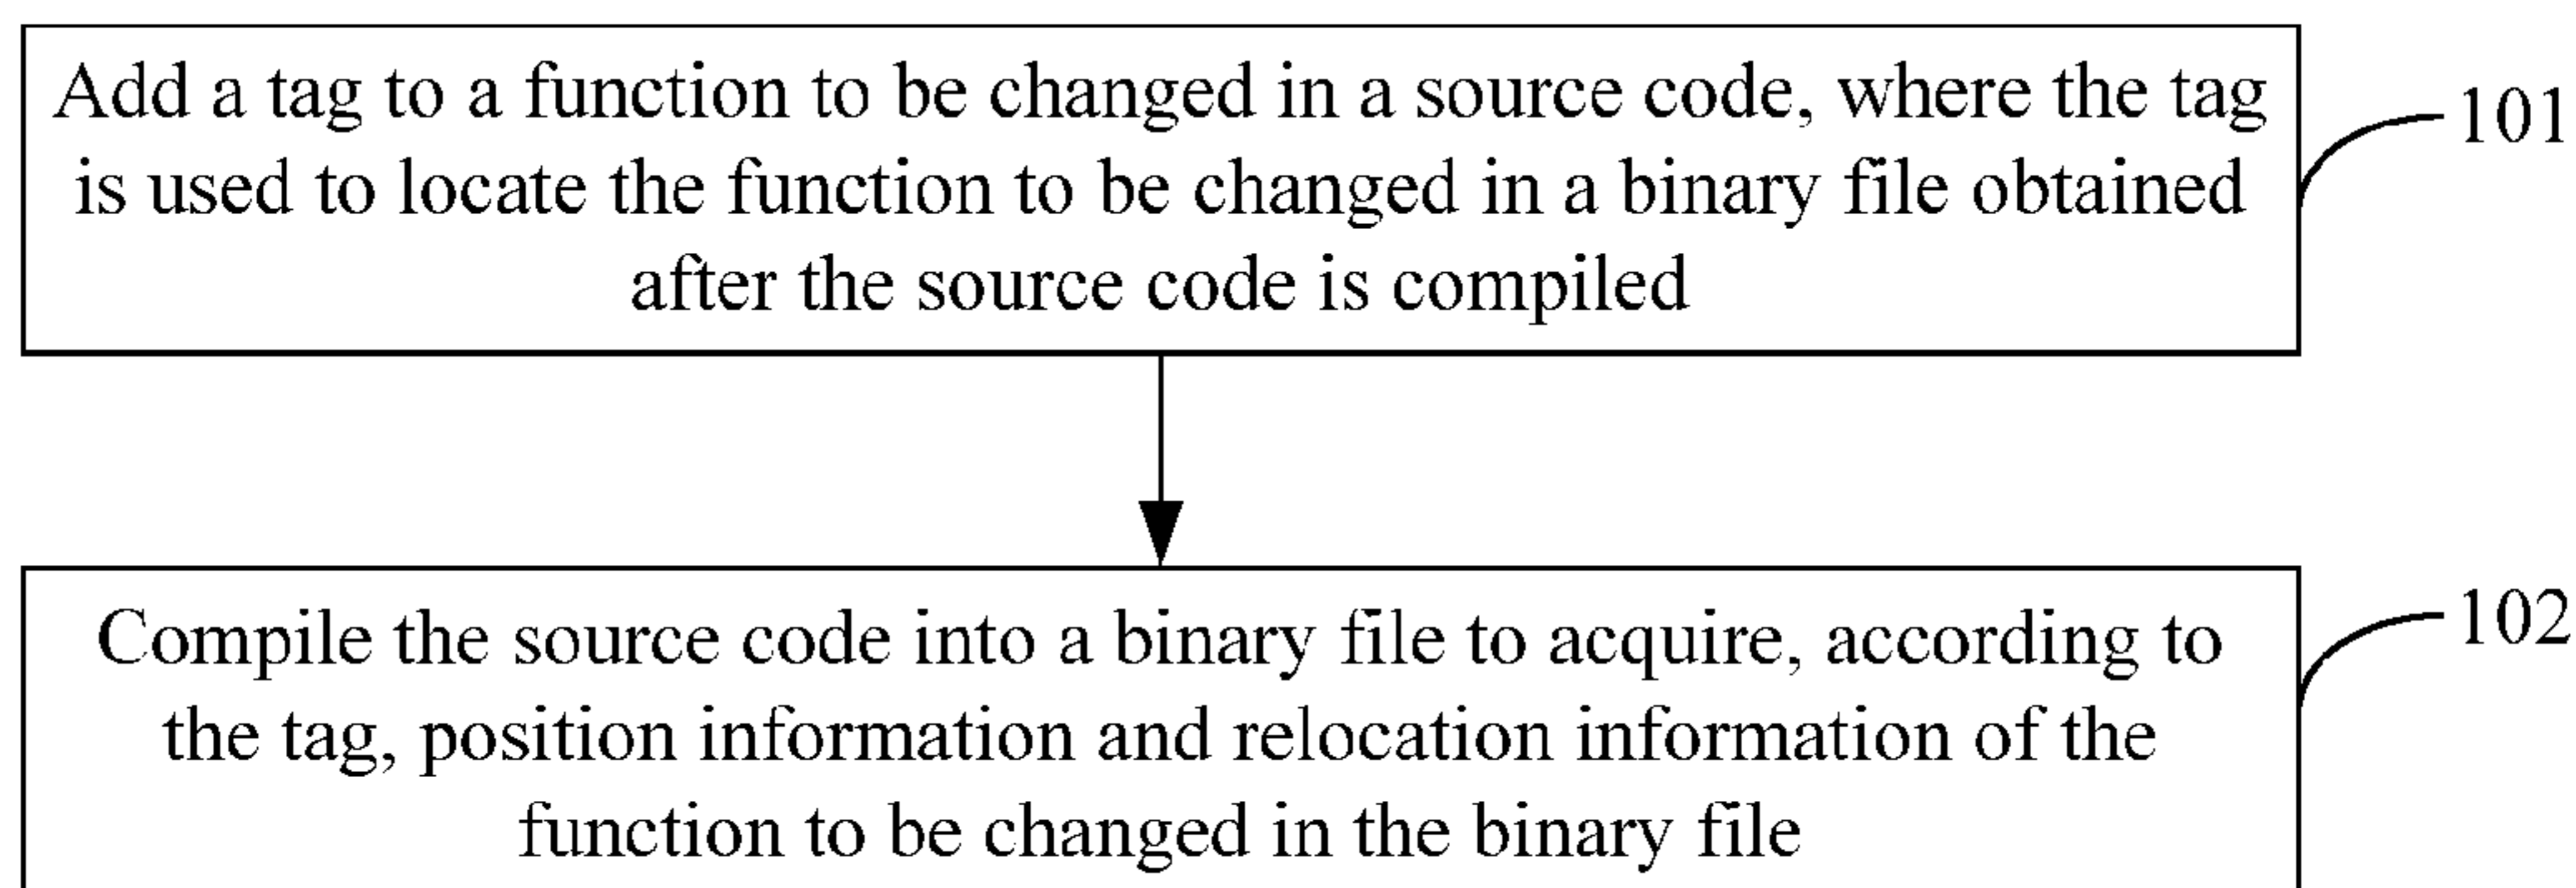 Add a tag to a function to be changed in a source code, where the tag
is used to locate the function to be changed in a binary file obtained
after the source code is compiled
101
Compile the source code into a binary file to acquire, according to
the tag, position information and relocation information of the
function to be changed in the binary file
102